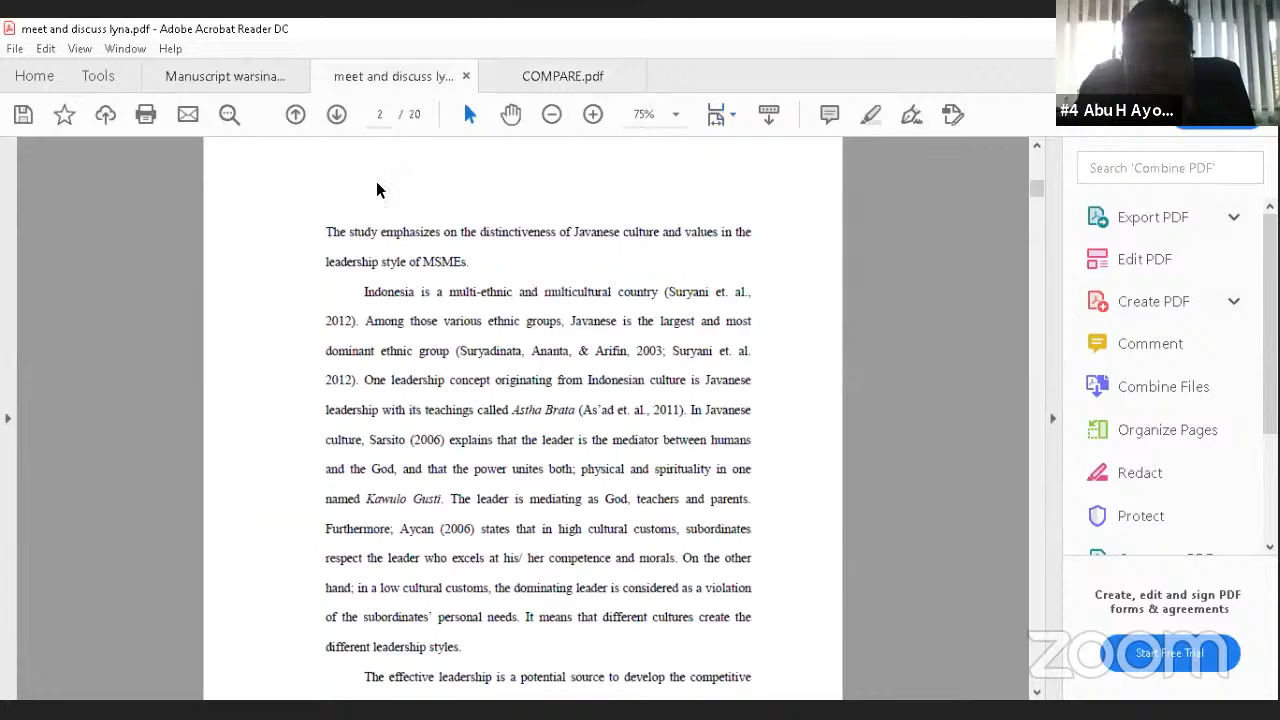 meet and discuss lyna.pdf - Adobe Acrobat Reader DC
File Edit View Window Help
Home Tools Manuscript warsina... meet and discuss ly... × COMPARE.pdf
2 / 20 75%
#4 Abu H Ayo...
Search 'Combine PDF'
Export PDF
Edit PDF
Create PDF
Comment
Combine Files
Organize Pages
Redact
Protect
Create, edit and sign PDF
forms & agreements
Start Free Trial
zoom
The study emphasizes on the distinctiveness of Javanese culture and values in the
leadership style of MSMEs.
Indonesia is a multi-ethnic and multicultural country (Suryani et. al.,
2012). Among those various ethnic groups, Javanese is the largest and most
dominant ethnic group (Suryadinata, Ananta, & Arifin, 2003; Suryani et. al.
2012). One leadership concept originating from Indonesian culture is Javanese
leadership with its teachings called Astha Brata (As'ad et. al., 2011). In Javanese
culture, Sarsito (2006) explains that the leader is the mediator between humans
and the God, and that the power unites both; physical and spirituality in one
named Kawulo Gusti. The leader is mediating as God, teachers and parents.
Furthermore; Aycan (2006) states that in high cultural customs, subordinates
respect the leader who excels at his/ her competence and morals. On the other
hand; in a low cultural customs, the dominating leader is considered as a violation
of the subordinates' personal needs. It means that different cultures create the
different leadership styles.
The effective leadership is a potential source to develop the competitive